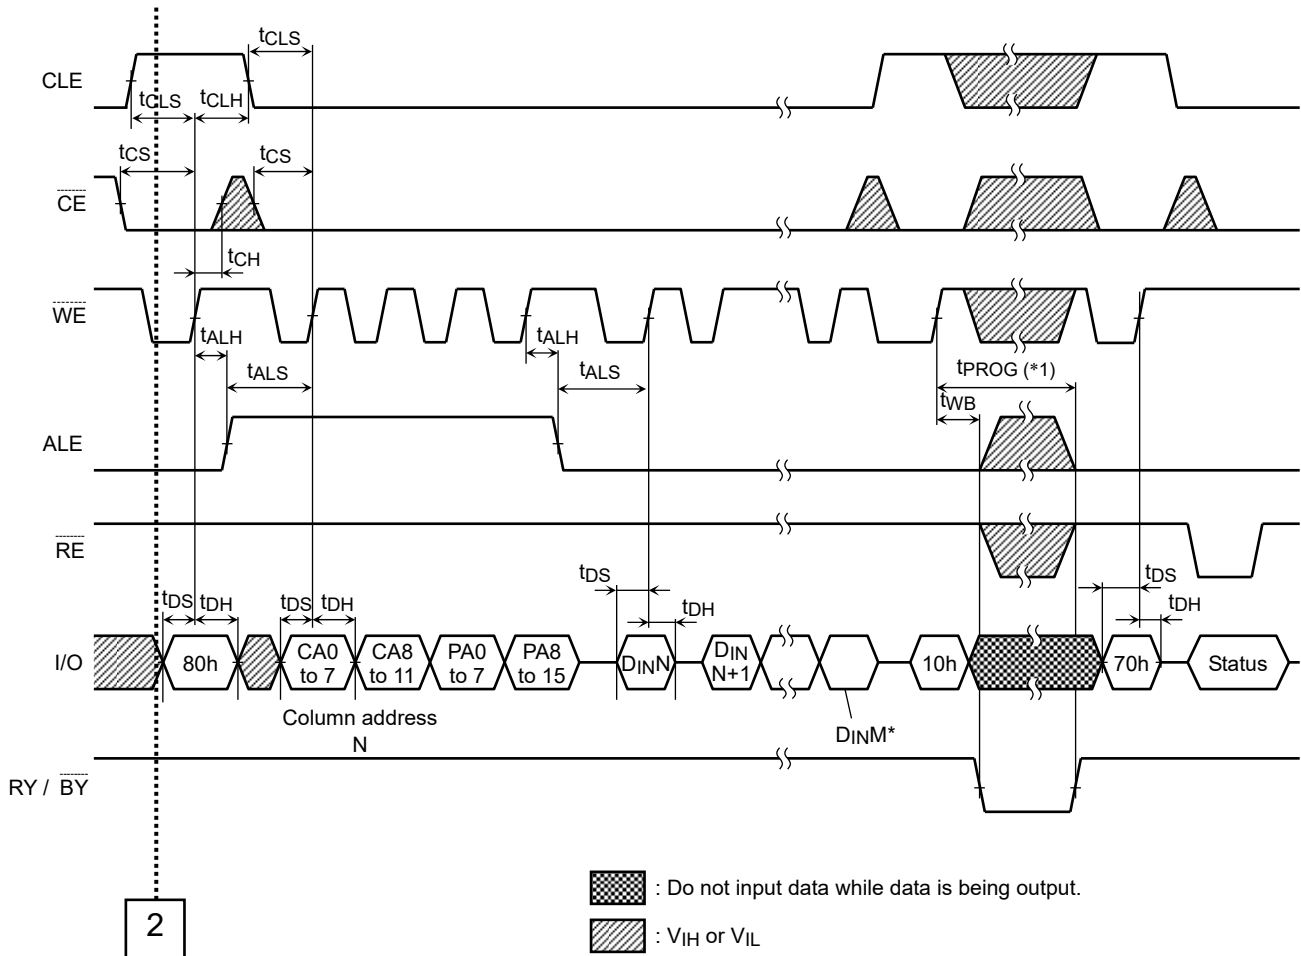 tCLS
CLE
tCLS tCLH
tCS tCS
CE
tCH
WE
tALH tALH
tALS tALS tPROG (*1)
tWB
ALE
RE
tDS tDH tDS tDH tDS tDH tDS tDH
I/O 80h CA0 to 7 CA8 to 11 PA0 to 7 PA8 to 15 DINN DIN N+1 10h 70h Status
Column address
N
DINM*
RY / BY
: Do not input data while data is being output.
2
: VIH or VIL